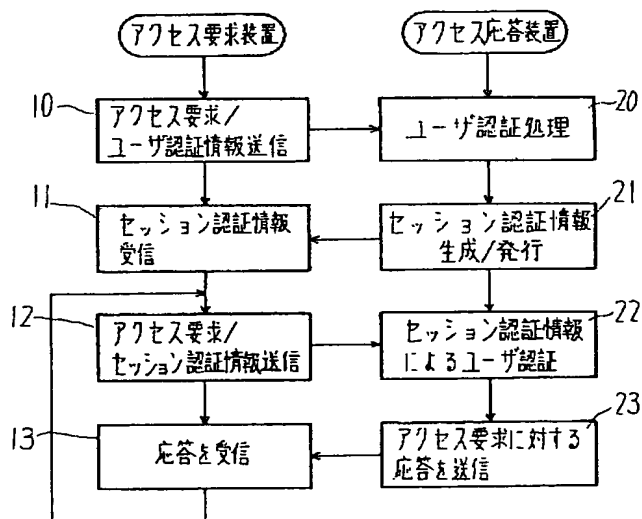 アクセス要求装置
アクセス応答装置
10
アクセス要求/
ユーザ認証情報送信
20
ユーザ認証処理
11
セッション認証情報
受信
21
セッション認証情報
生成/発行
12
アクセス要求/
セッション認証情報送信
22
セッション認証情報
によるユーザ認証
13
応答を受信
23
アクセス要求に対する
応答を送信